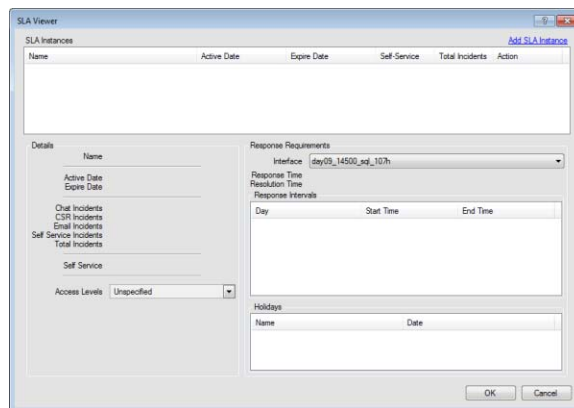 SLA Viewer
SLA Instances
Add SLA Instance
Name Active Date Expire Date Self-Service Total Incidents Action
Details
Name
Active Date
Expire Date
Chat Incidents
CSR Incidents
Email Incidents
Self Service Incidents
Total Incidents
Self Service
Access Levels Unspecified
Response Requirements
Interface day09_14500_sql_107h
Response Time
Resolution Time
Response Intervals
Day Start Time End Time
Holidays
Name Date
OK Cancel